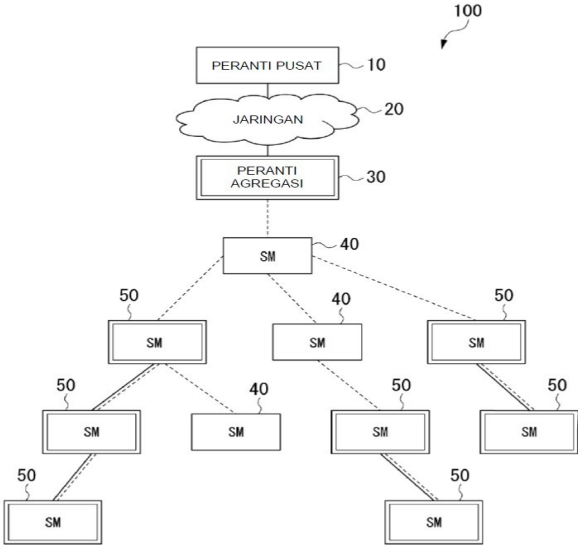 100
PERANTI PUSAT 10
JARINGAN 20
PERANTI
AGREGASI 30
40
SM
50 40 50
SM SM SM
50 40 50 50
SM SM SM SM
50 50
SM SM